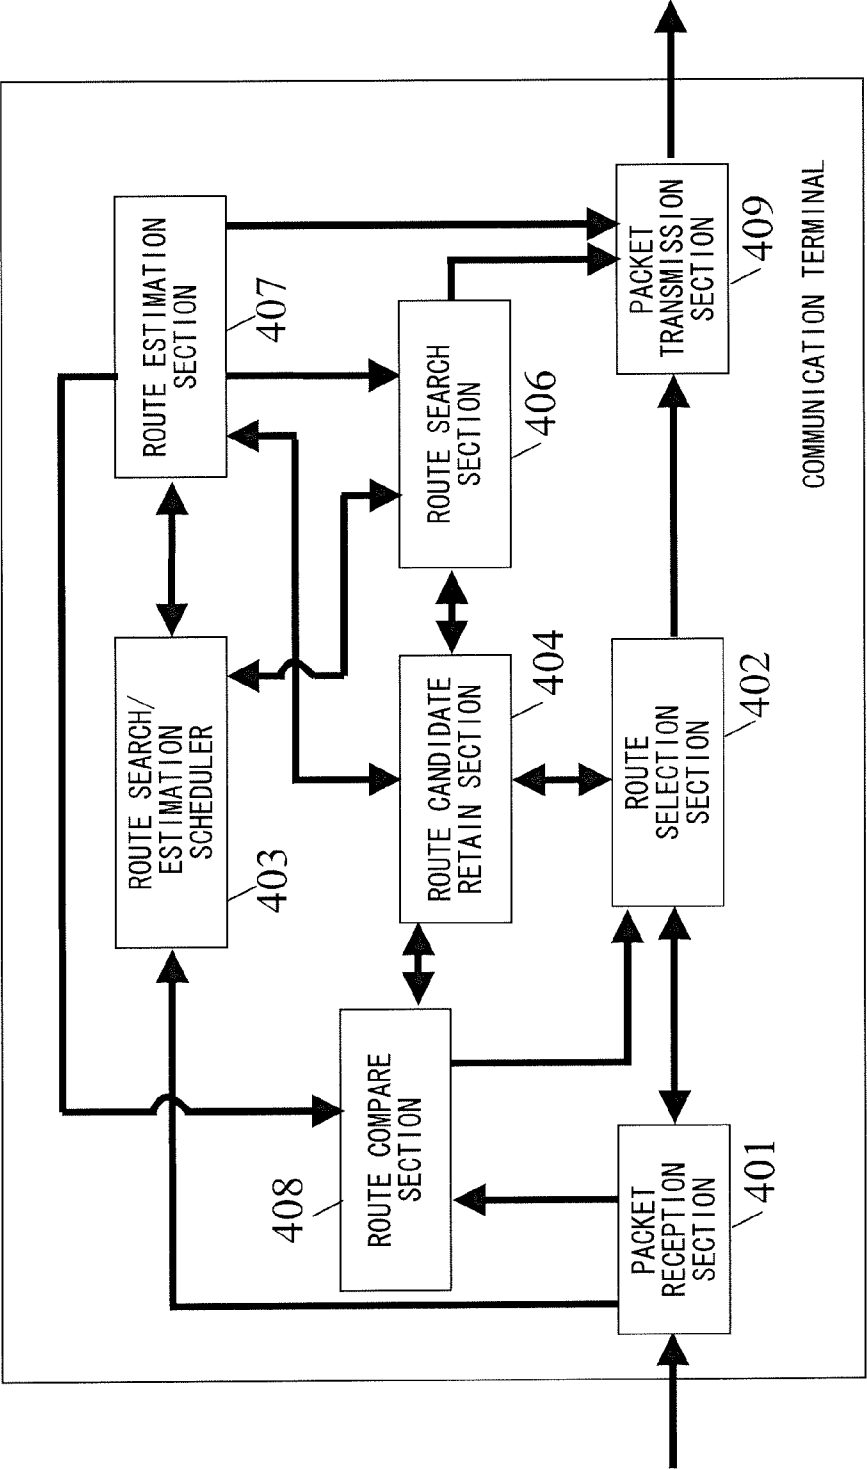 ROUTE SEARCH/
ESTIMATION
SCHEDULER
403
ROUTE ESTIMATION
SECTION
407
408
ROUTE COMPARE
SECTION
ROUTE CANDIDATE
RETAIN SECTION
404
ROUTE SEARCH
SECTION
406
PACKET
RECEPTION
SECTION
401
ROUTE
SELECTION
SECTION
402
PACKET
TRANSMISSION
SECTION
409
COMMUNICATION TERMINAL